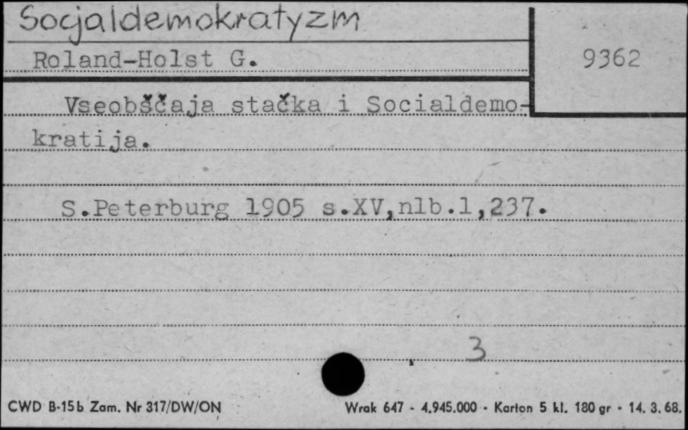 Socjaldemokratyzm
Roland-Holst G.
9362
Vseobščaja stačka i Socialdemo-
kratija.
S.Peterburg 1905 s.XV,nlb.1,237.
3
CWD B-15b Zam. Nr 317/DW/ON
Wrak 647 - 4.945.000 - Karton 5 kl. 180 gr - 14. 3. 68.